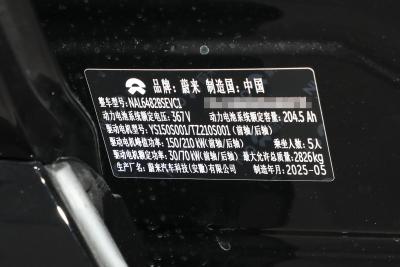 品牌：蔚来 制造国：中国
整车型号：NAL6482BSEVC1
动力电池系统额定电压：367V 动力电池系统额定容量：204.5 Ah
驱动电机型号：YS150S001/TZ210S001 (前轴/后轴)
驱动电机峰值功率：150/210 kW(前轴/后轴) 乘坐人数：5人
驱动电机额定功率：30/70 kW(前轴/后轴) 最大允许总质量：2826kg
蔚来汽车科技(安徽)有限公司 制造年月：2025-05